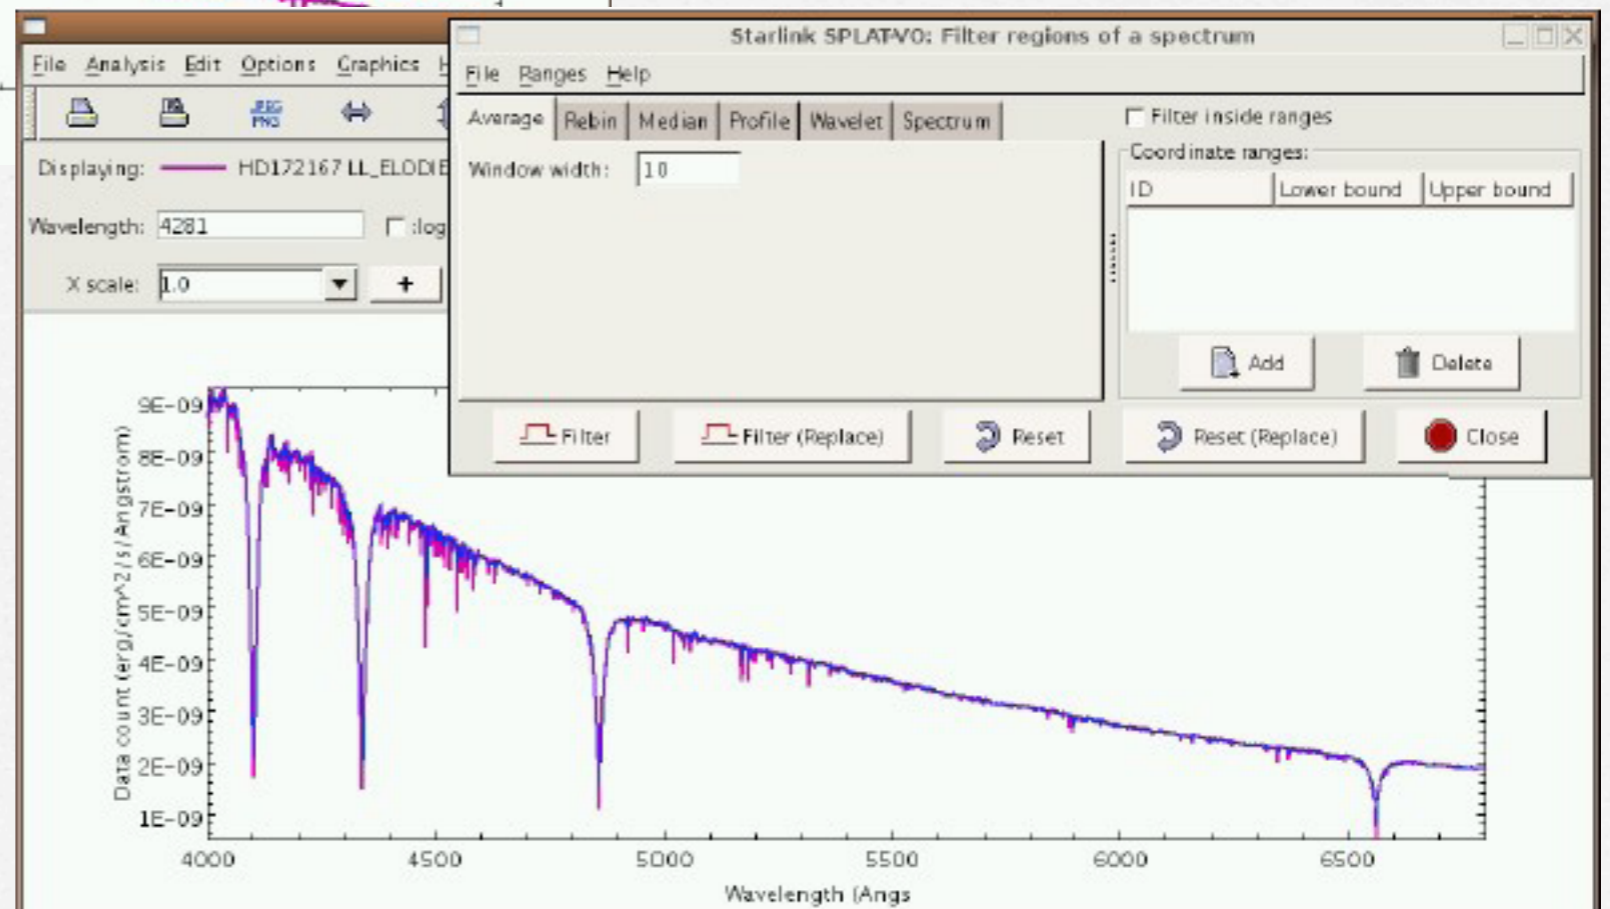 Starlink SPLAT-VO: Filter regions of a spectrum
File Analysis Edit Options Graphics
File Ranges Help
JPEG
PNG
Average Rebin Median Profile Wavelet Spectrum
Filter inside ranges
Coordinate ranges:
Displaying: HD172167 LL_ELODIE
Window width: 10
ID Lower bound Upper bound
Wavelength: 4281 :log
X scale: 1.0 +
Add Delete
Filter Filter (Replace) Reset Reset (Replace) Close
9E-09
8E-09
7E-09
6E-09
5E-09
4E-09
3E-09
2E-09
1E-09
Data count (erg/cm^2/s/Angstrom)
4000 4500 5000 5500 6000 6500
Wavelength (Angs